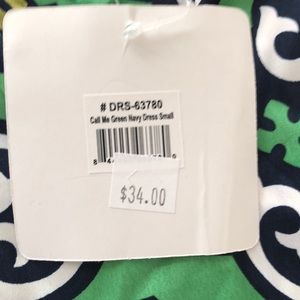 # DRS-63780
Call Me Green Navy Dress Small
$34.00